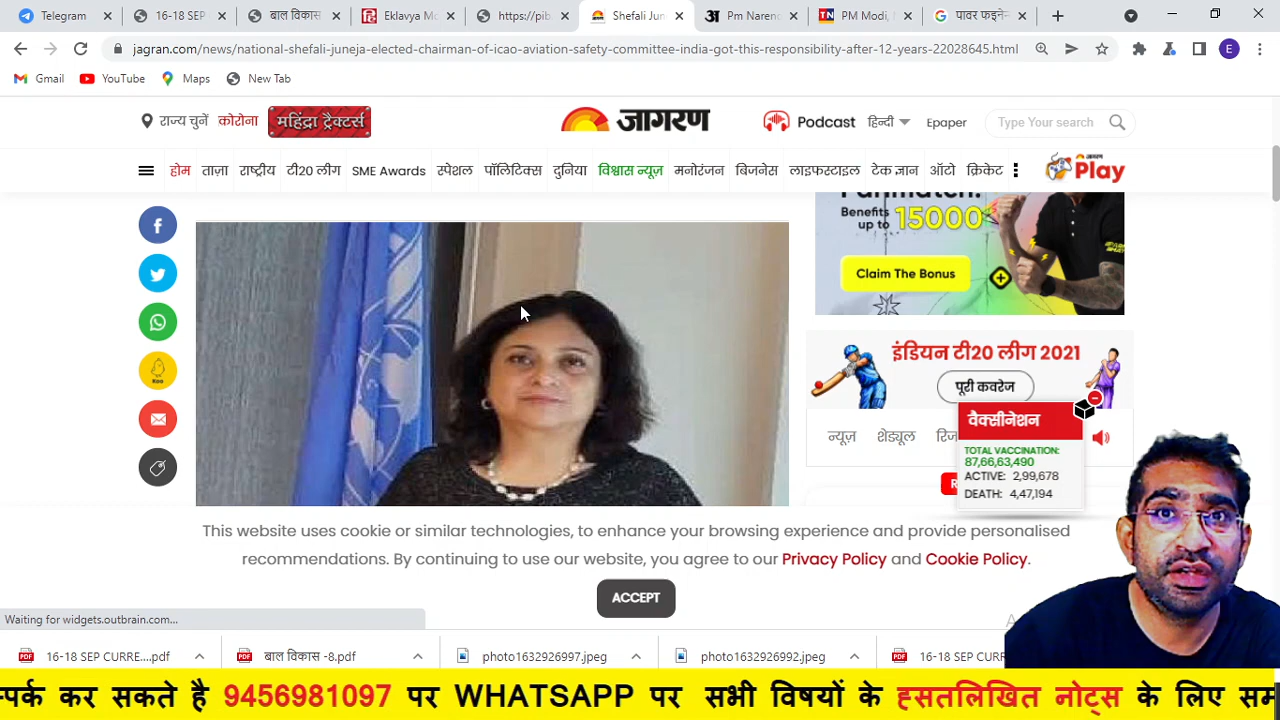 Telegram
16-18 SEP
बाल विकास
Eklavya Mo
https://pib.
Shefali Jun
Pm Naren
PM Modi,
पावर फाइनें
jagran.com/news/national-shefali-juneja-elected-chairman-of-icao-aviation-safety-committee-india-got-this-responsibility-after-12-years-22028645.html
E
Gmail
YouTube
Maps
New Tab
राज्य चुनें
कोरोना
महिंद्रा ट्रैक्टर्स
जागरण
Podcast
हिन्दी
Epaper
Type Your search
होम
ताज़ा
राष्ट्रीय
टी२० लीग
SME Awards
स्पेशल
पॉलिटिक्स
दुनिया
विश्वास न्यूज़
मनोरंजन
बिजनेस
लाइफस्टाइल
टेक ज्ञान
ऑटो
क्रिकेट
जागरण
Play
Benefits
up to 15000
Claim The Bonus
Koo
इंडियन टी20 लीग 2021
पूरी कवरेज
न्यूज़
शेड्यूल
वैक्सीनेशन
TOTAL VACCINATION:
87,66,63,490
ACTIVE: 2,99,678
DEATH: 4,47,194
This website uses cookie or similar technologies, to enhance your browsing experience and provide personalised
recommendations. By continuing to use our website, you agree to our Privacy Policy and Cookie Policy.
ACCEPT
Waiting for widgets.outbrain.com...
16-18 SEP CURRE....pdf
बाल विकास -8.pdf
photo1632926997.jpeg
photo1632926992.jpeg
16-18 SEP CURR
म्पर्क कर सकते है 9456981097 पर WHATSAPP पर सभी विषयों के ह्सतलिखित नोट्स के लिए सम